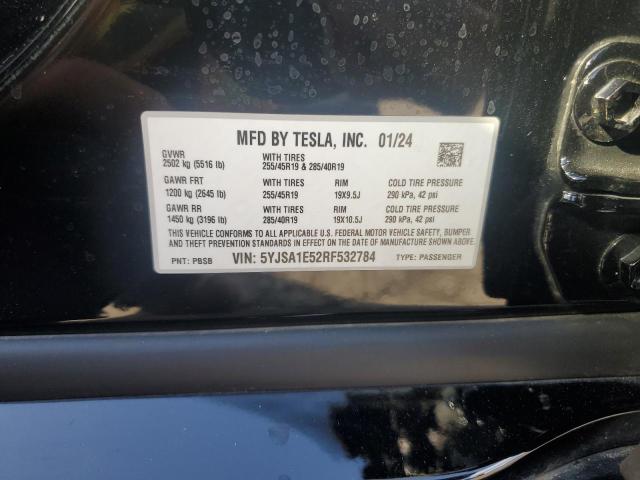 MFD BY TESLA, INC. 01/24
GVWR WITH TIRES
2502 kg (5516 lb) 255/45R19 & 285/40R19
GAWR FRT WITH TIRES RIM COLD TIRE PRESSURE
1200 kg (2645 lb) 255/45R19 19X9.5J 290 kPa, 42 psi
GAWR RR WITH TIRES RIM COLD TIRE PRESSURE
1450 kg (3196 lb) 285/40R19 19X10.5J 290 kPa, 42 psi
THIS VEHICLE CONFORMS TO ALL APPLICABLE U.S. FEDERAL MOTOR VEHICLE SAFETY, BUMPER
AND THEFT PREVENTION STANDARDS IN EFFECT ON THE DATE OF MANUFACTURE SHOWN ABOVE.
PNT: PBSB VIN: 5YJSA1E52RF532784 TYPE: PASSENGER